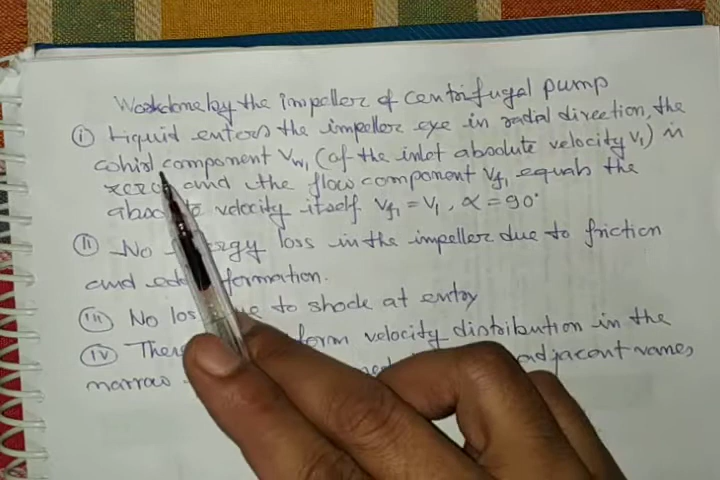 Workdone by the impeller of centrifugal pump
(i) Liquid enters the impeller eye in radial direction, the
whirl component Vw1 (of the inlet absolute velocity V1) is
zero and the flow component Vf1 equals the
velocity itself Vf1 = V1, α = 90°
(ii) No loss in the impeller due to friction
and formation.
(iii) No to shock at entry
(iv) velocity distribution in the
narrow adjacent vanes